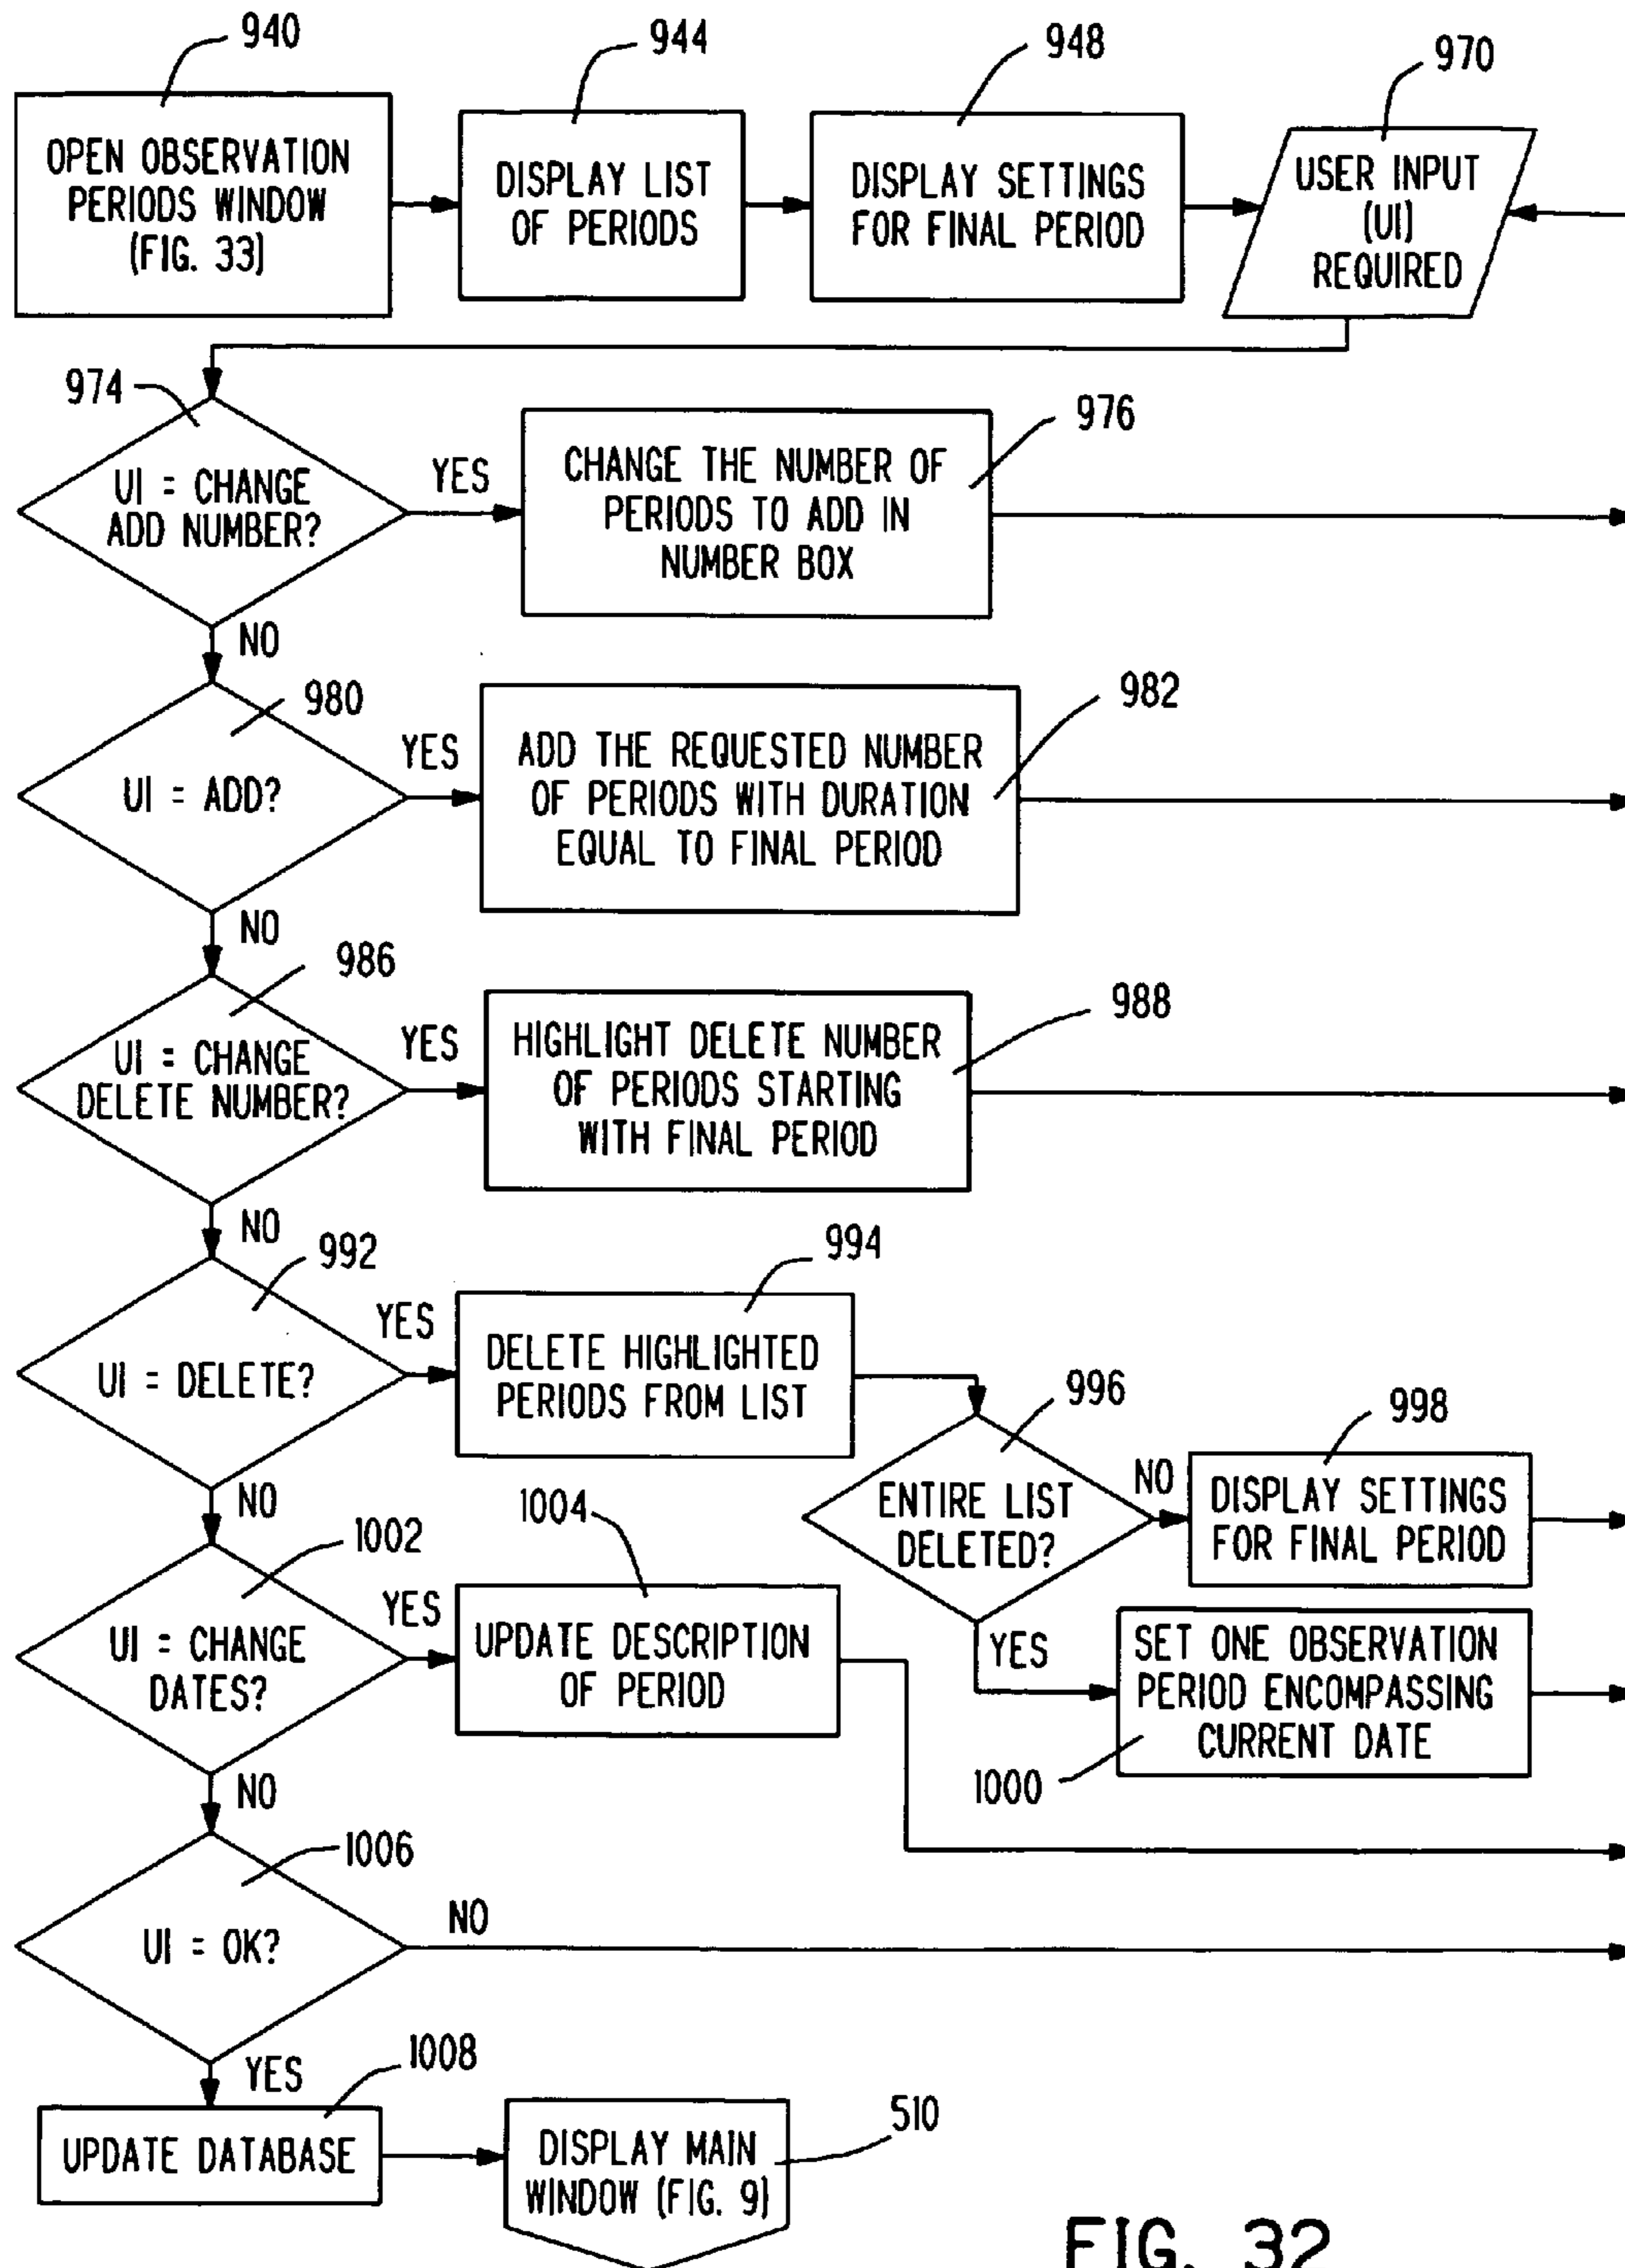 940
944
948
970
OPEN OBSERVATION
PERIODS WINDOW
(FIG. 33)
DISPLAY LIST
OF PERIODS
DISPLAY SETTINGS
FOR FINAL PERIOD
USER INPUT
(UI)
REQUIRED
974
UI = CHANGE
ADD NUMBER?
YES
CHANGE THE NUMBER OF
PERIODS TO ADD IN
NUMBER BOX
976
NO
980
UI = ADD?
YES
ADD THE REQUESTED NUMBER
OF PERIODS WITH DURATION
EQUAL TO FINAL PERIOD
982
NO
986
UI = CHANGE
DELETE NUMBER?
YES
HIGHLIGHT DELETE NUMBER
OF PERIODS STARTING
WITH FINAL PERIOD
988
NO
992
UI = DELETE?
YES
DELETE HIGHLIGHTED
PERIODS FROM LIST
994
996
ENTIRE LIST
DELETED?
NO
998
DISPLAY SETTINGS
FOR FINAL PERIOD
YES
SET ONE OBSERVATION
PERIOD ENCOMPASSING
CURRENT DATE
1000
NO
1002
UI = CHANGE
DATES?
YES
1004
UPDATE DESCRIPTION
OF PERIOD
NO
1006
UI = OK?
NO
YES
1008
UPDATE DATABASE
510
DISPLAY MAIN
WINDOW (FIG. 9)
FIG. 32